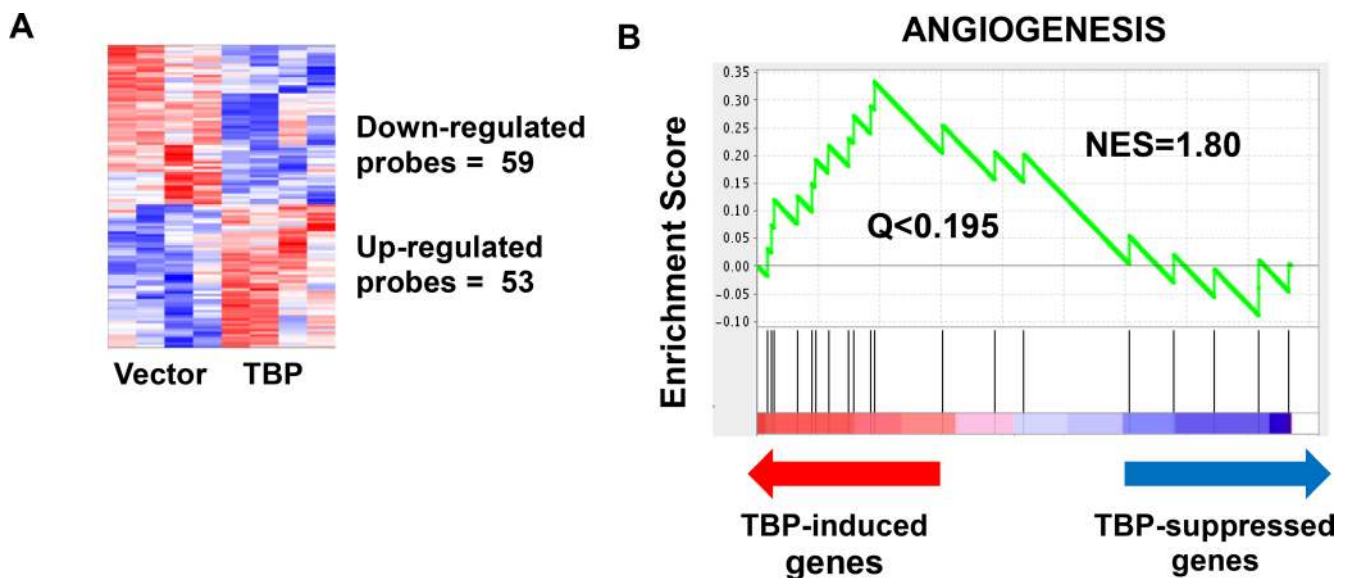 A
Down-regulated
probes = 59
Up-regulated
probes = 53
Vector TBP
B
ANGIOGENESIS
Enrichment Score
0.35
0.30
0.25
0.20
0.15
0.10
0.05
0.00
-0.05
-0.10
NES=1.80
Q<0.195
TBP-induced
genes
TBP-suppressed
genes